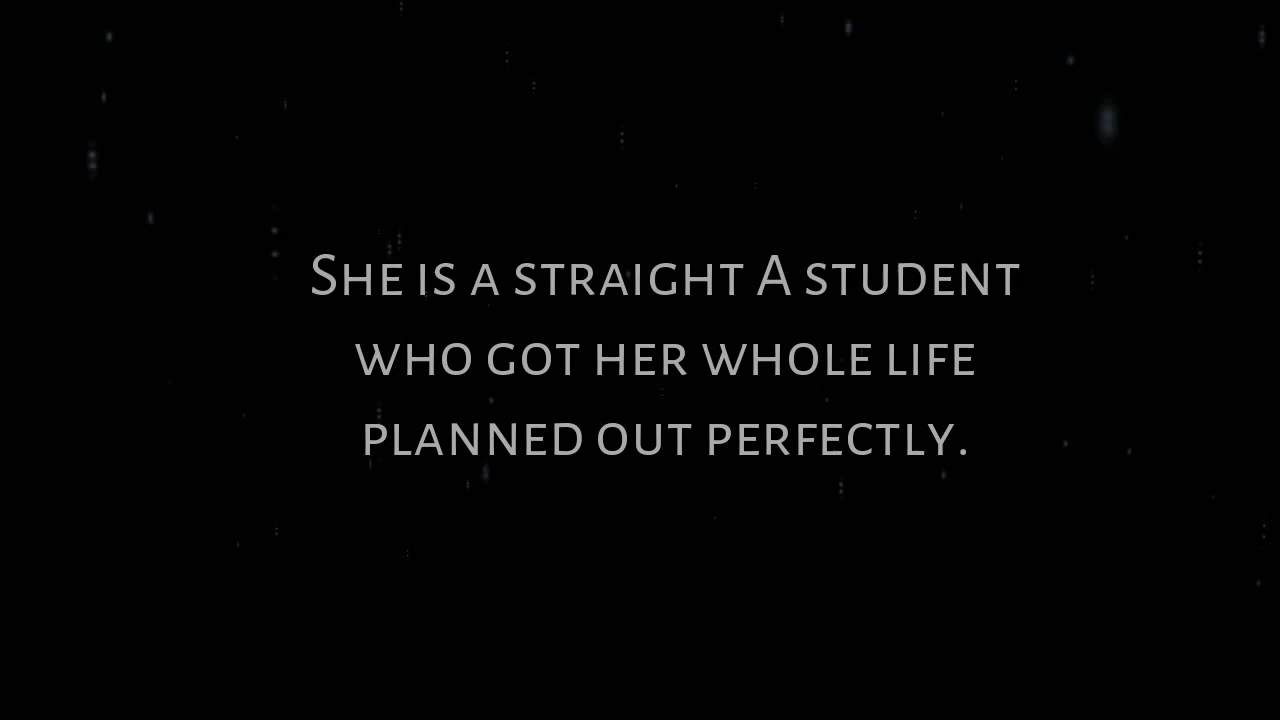 She is a straight A student
who got her whole life
planned out perfectly.